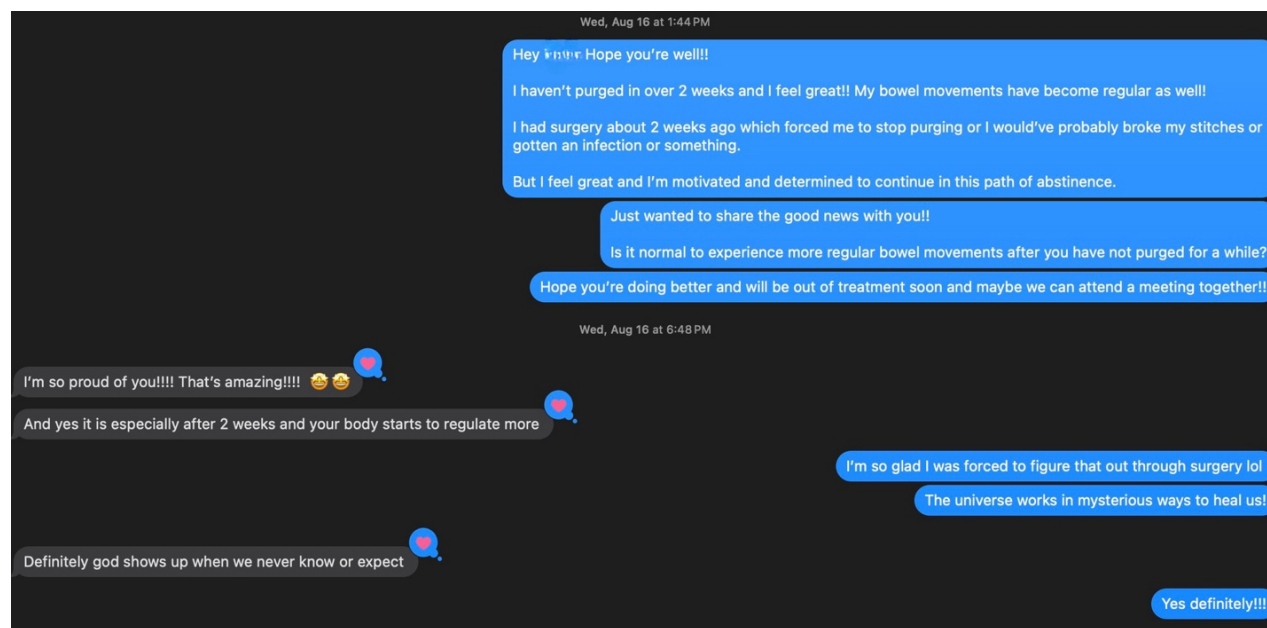 Wed, Aug 16 at 1:44 PM
Hey Hope you're well!!
I haven't purged in over 2 weeks and I feel great!! My bowel movements have become regular as well!
I had surgery about 2 weeks ago which forced me to stop purging or I would've probably broke my stitches or
gotten an infection or something.
But I feel great and I'm motivated and determined to continue in this path of abstinence.
Just wanted to share the good news with you!!
Is it normal to experience more regular bowel movements after you have not purged for a while?
Hope you're doing better and will be out of treatment soon and maybe we can attend a meeting together!!
Wed, Aug 16 at 6:48 PM
I'm so proud of you!!!! That's amazing!!!! 🤩🤩
And yes it is especially after 2 weeks and your body starts to regulate more
I'm so glad I was forced to figure that out through surgery lol
The universe works in mysterious ways to heal us!
Definitely god shows up when we never know or expect
Yes definitely!!!